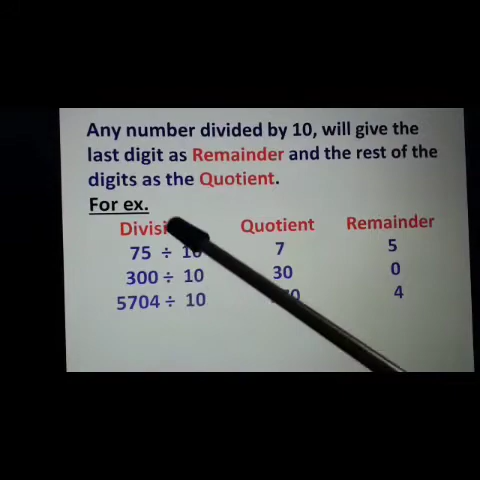 Any number divided by 10, will give the
last digit as Remainder and the rest of the
digits as the Quotient.
For ex.
Quotient Remainder
75 ÷ 10 7 5
300 ÷ 10 30 0
5704 ÷ 10 4